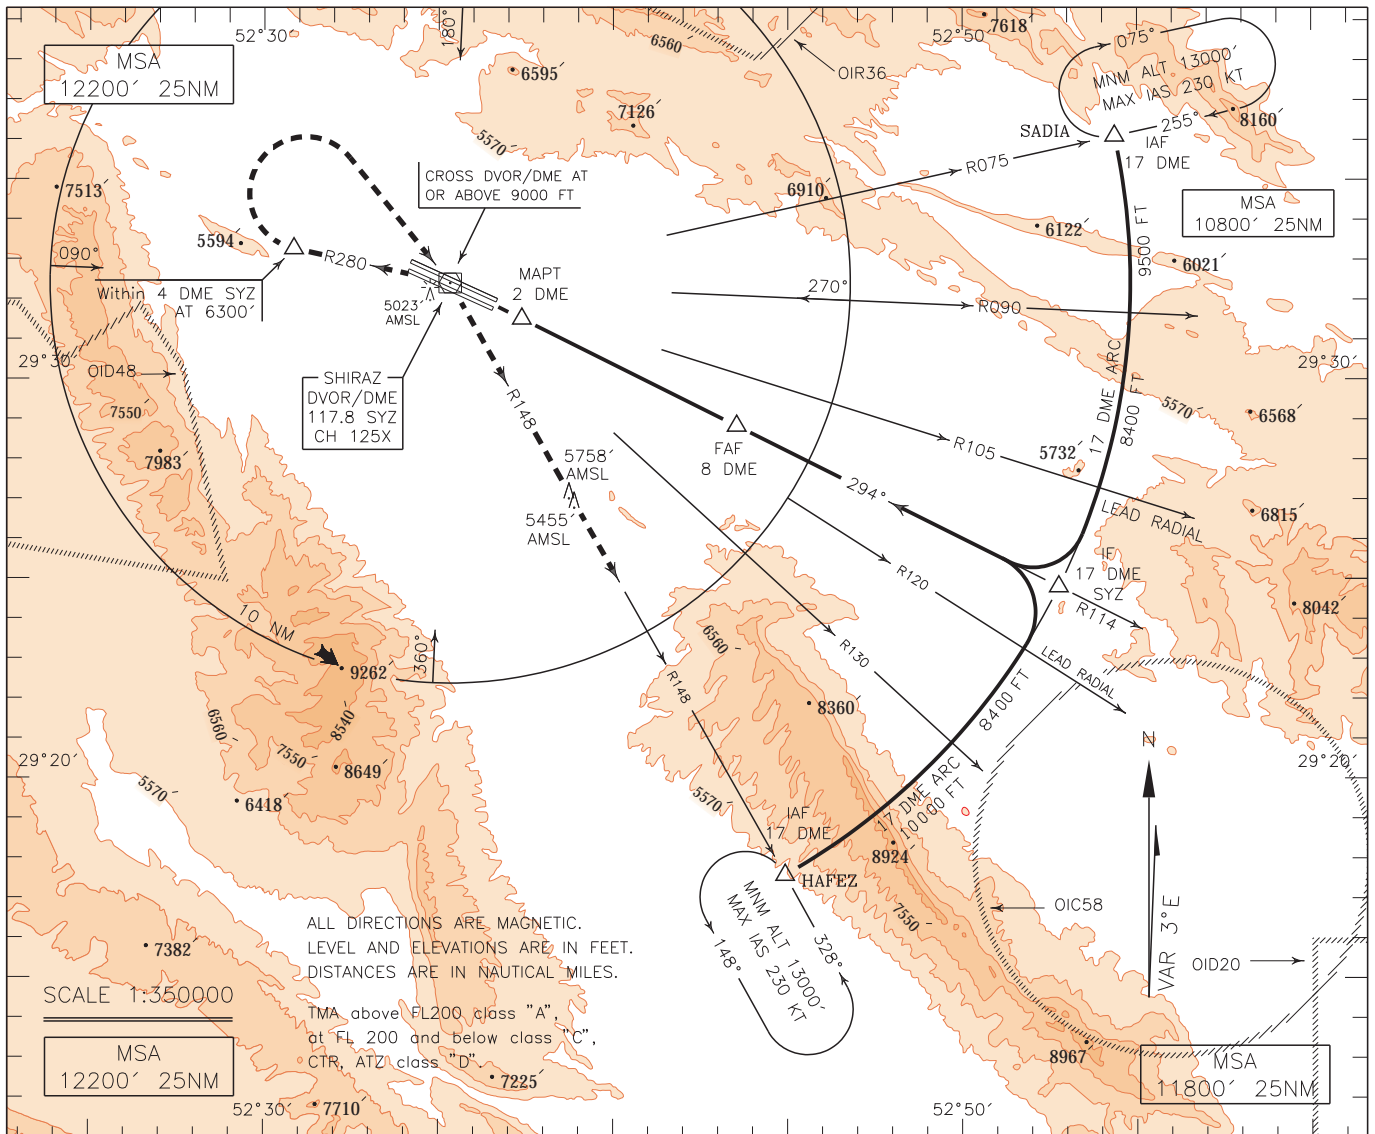 52°30´
180°
6560
52°50´
7618
MSA
12200´ 25NM
6595´
OIR36
075°
MNM ALT 13000´
MAX IAS 230 KT
7126´
8160´
255°
SADIA
IAF
17 DME
5570
CROSS DVOR/DME AT
OR ABOVE 9000 FT
R075
7513´
6910´
MSA
10800´ 25NM
5594´
6122´
9500 FT
090°
R280
6021´
MAPT
2 DME
270°
R090
Within 4 DME SYZ
AT 6300´
5023´
AMSL
29°30´
29°30´
OID48
SHIRAZ
DVOR/DME
117.8 SYZ
CH 125X
R148
17 DME ARC
8400 FT
5570
6568´
7550
FAF
8 DME
R105
5732´
7983´
5758´
AMSL
294°
5455´
AMSL
LEAD RADIAL
6815´
IF
17 DME
SYZ
R120
R114
8042´
10 NM
6560
R130
360°
9262´
LEAD RADIAL
R148
8360´
8400 FT
6560
8540
N
7550
8649´
29°20´
29°20´
5570
6418´
5570
17 DME ARC
10000 FT
IAF
17 DME
8924´
HAFEZ
MNM ALT 13000´
MAX IAS 230 KT
148°
328°
7550
OIC58
VAR 3°E
ALL DIRECTIONS ARE MAGNETIC.
LEVEL AND ELEVATIONS ARE IN FEET.
DISTANCES ARE IN NAUTICAL MILES.
7382´
OID20
SCALE 1:350000
TMA above FL200 class "A",
at FL 200 and below class "C",
CTR, ATZ class "D".
MSA
12200´ 25NM
8967´
MSA
11800´ 25NM
7225´
52°30´
7710´
52°50´